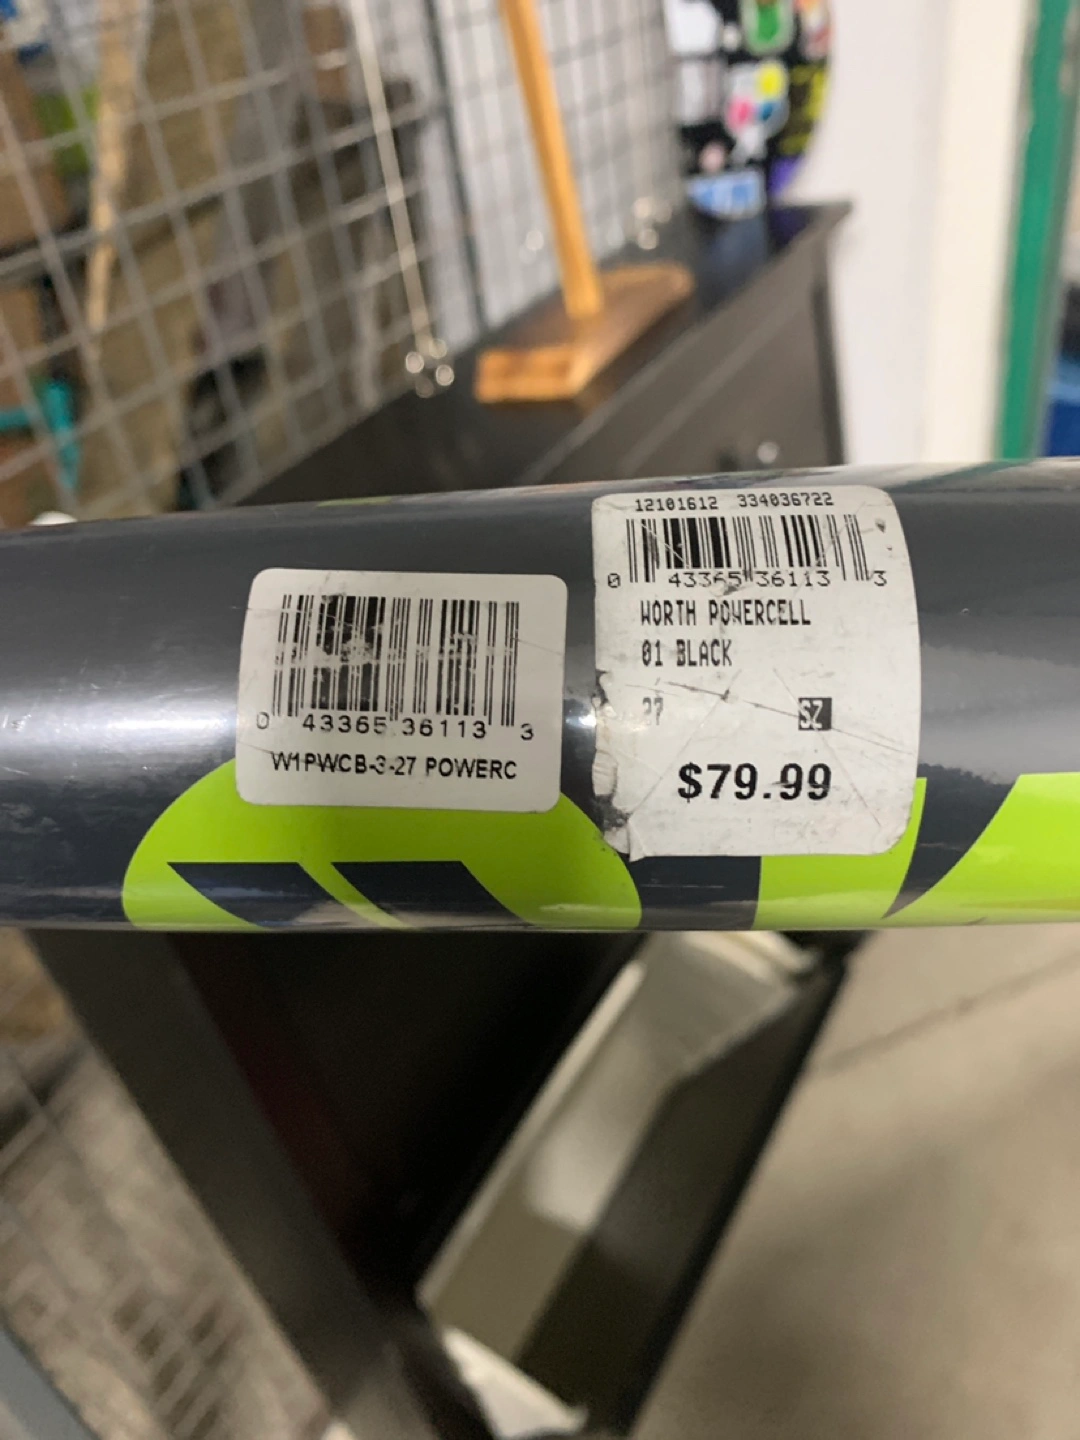 12101612 334036722
0 43365 36113 3
WORTH POWERCELL
01 BLACK
27 SZ
$79.99
0 43365 36113 3
W1PWCB-3-27 POWERC